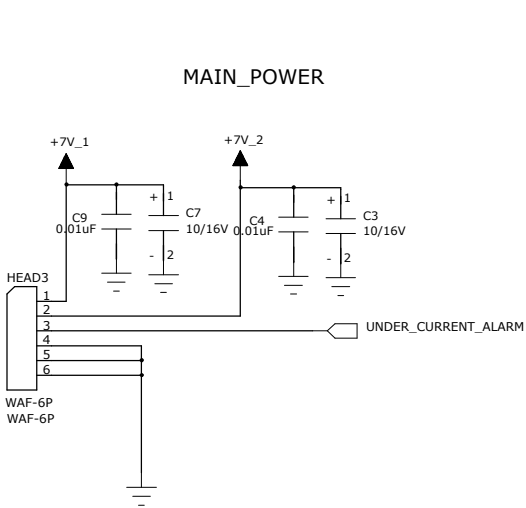 MAIN_POWER
+7V_1
+7V_2
+ 1
C9
0.01uF
C7
10/16V
- 2
+ 1
C4
0.01uF
C3
10/16V
- 2
HEAD3
1
2
3
UNDER_CURRENT_ALARM
4
5
6
WAF-6P
WAF-6P